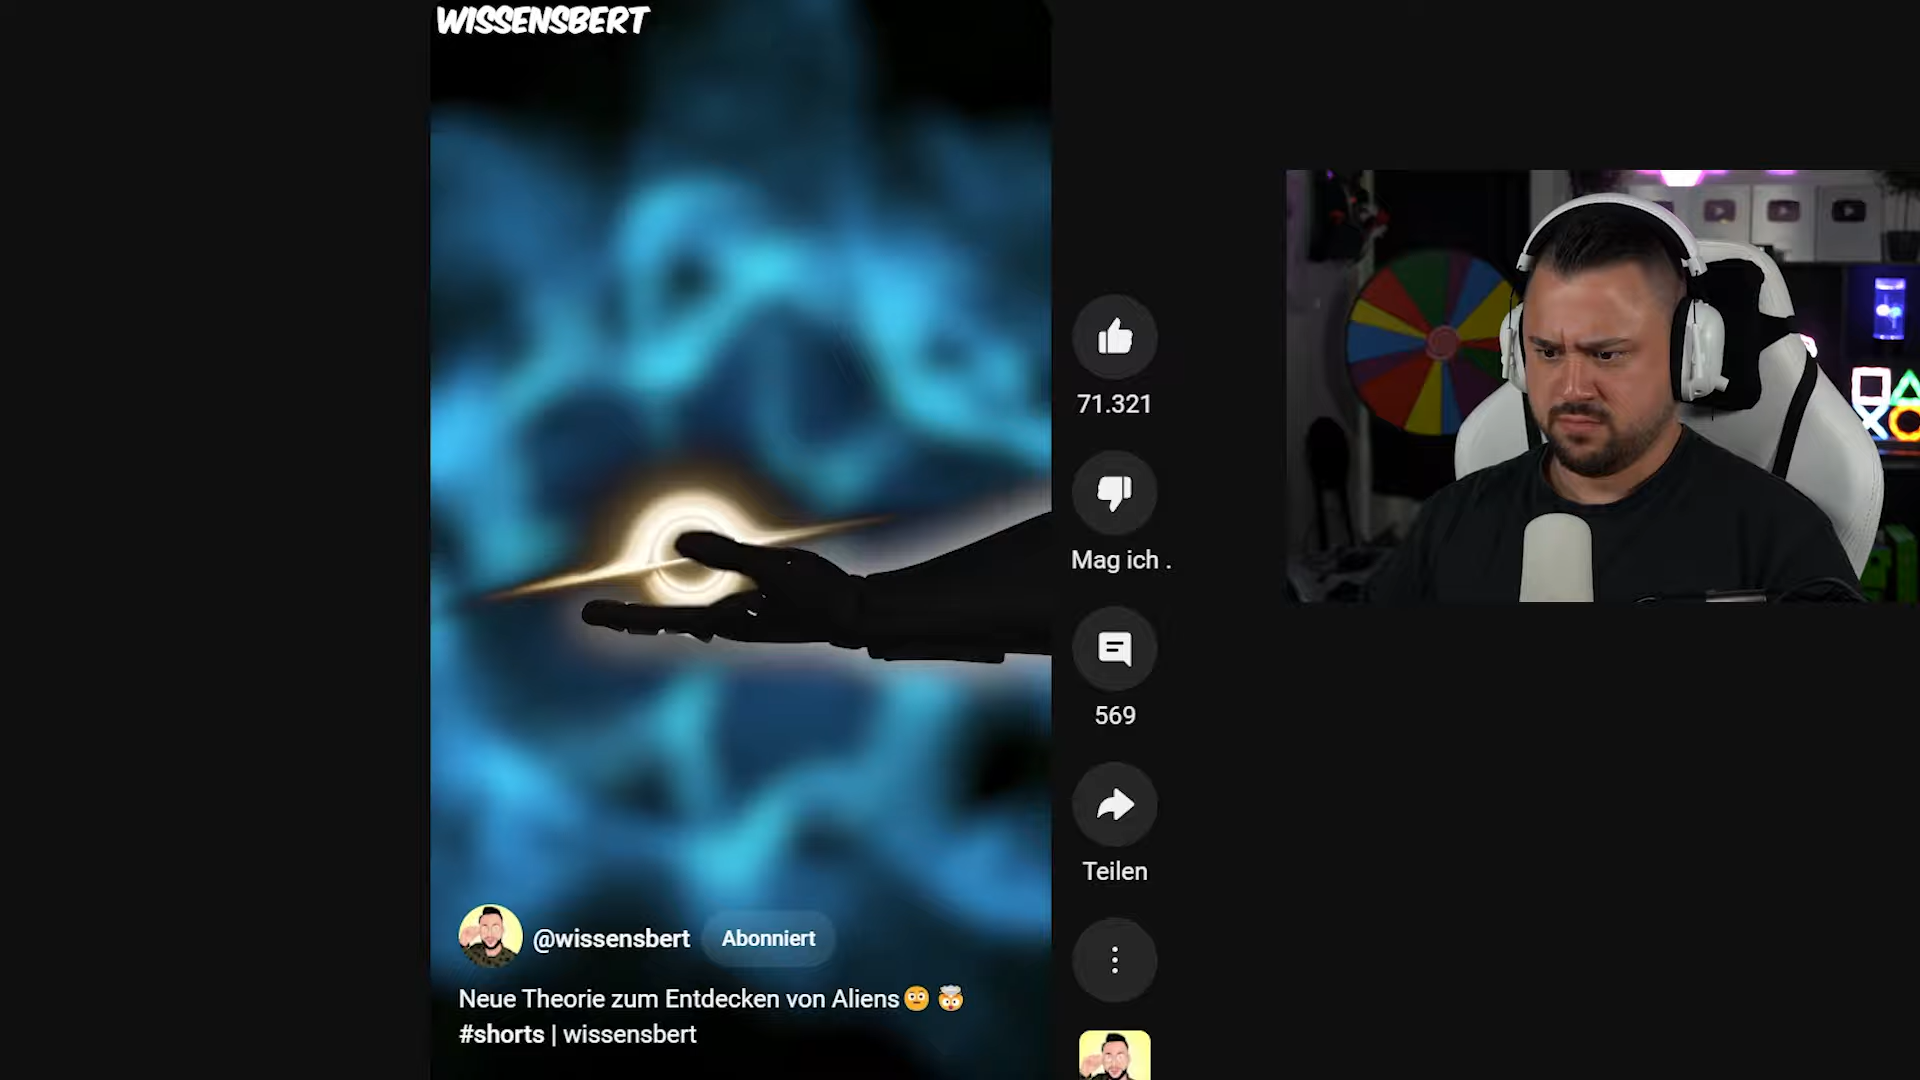 WISSENSBERT
71.321
Mag ich .
569
Teilen
@wissensbert Abonniert
Neue Theorie zum Entdecken von Aliens😳 🤯
#shorts | wissensbert